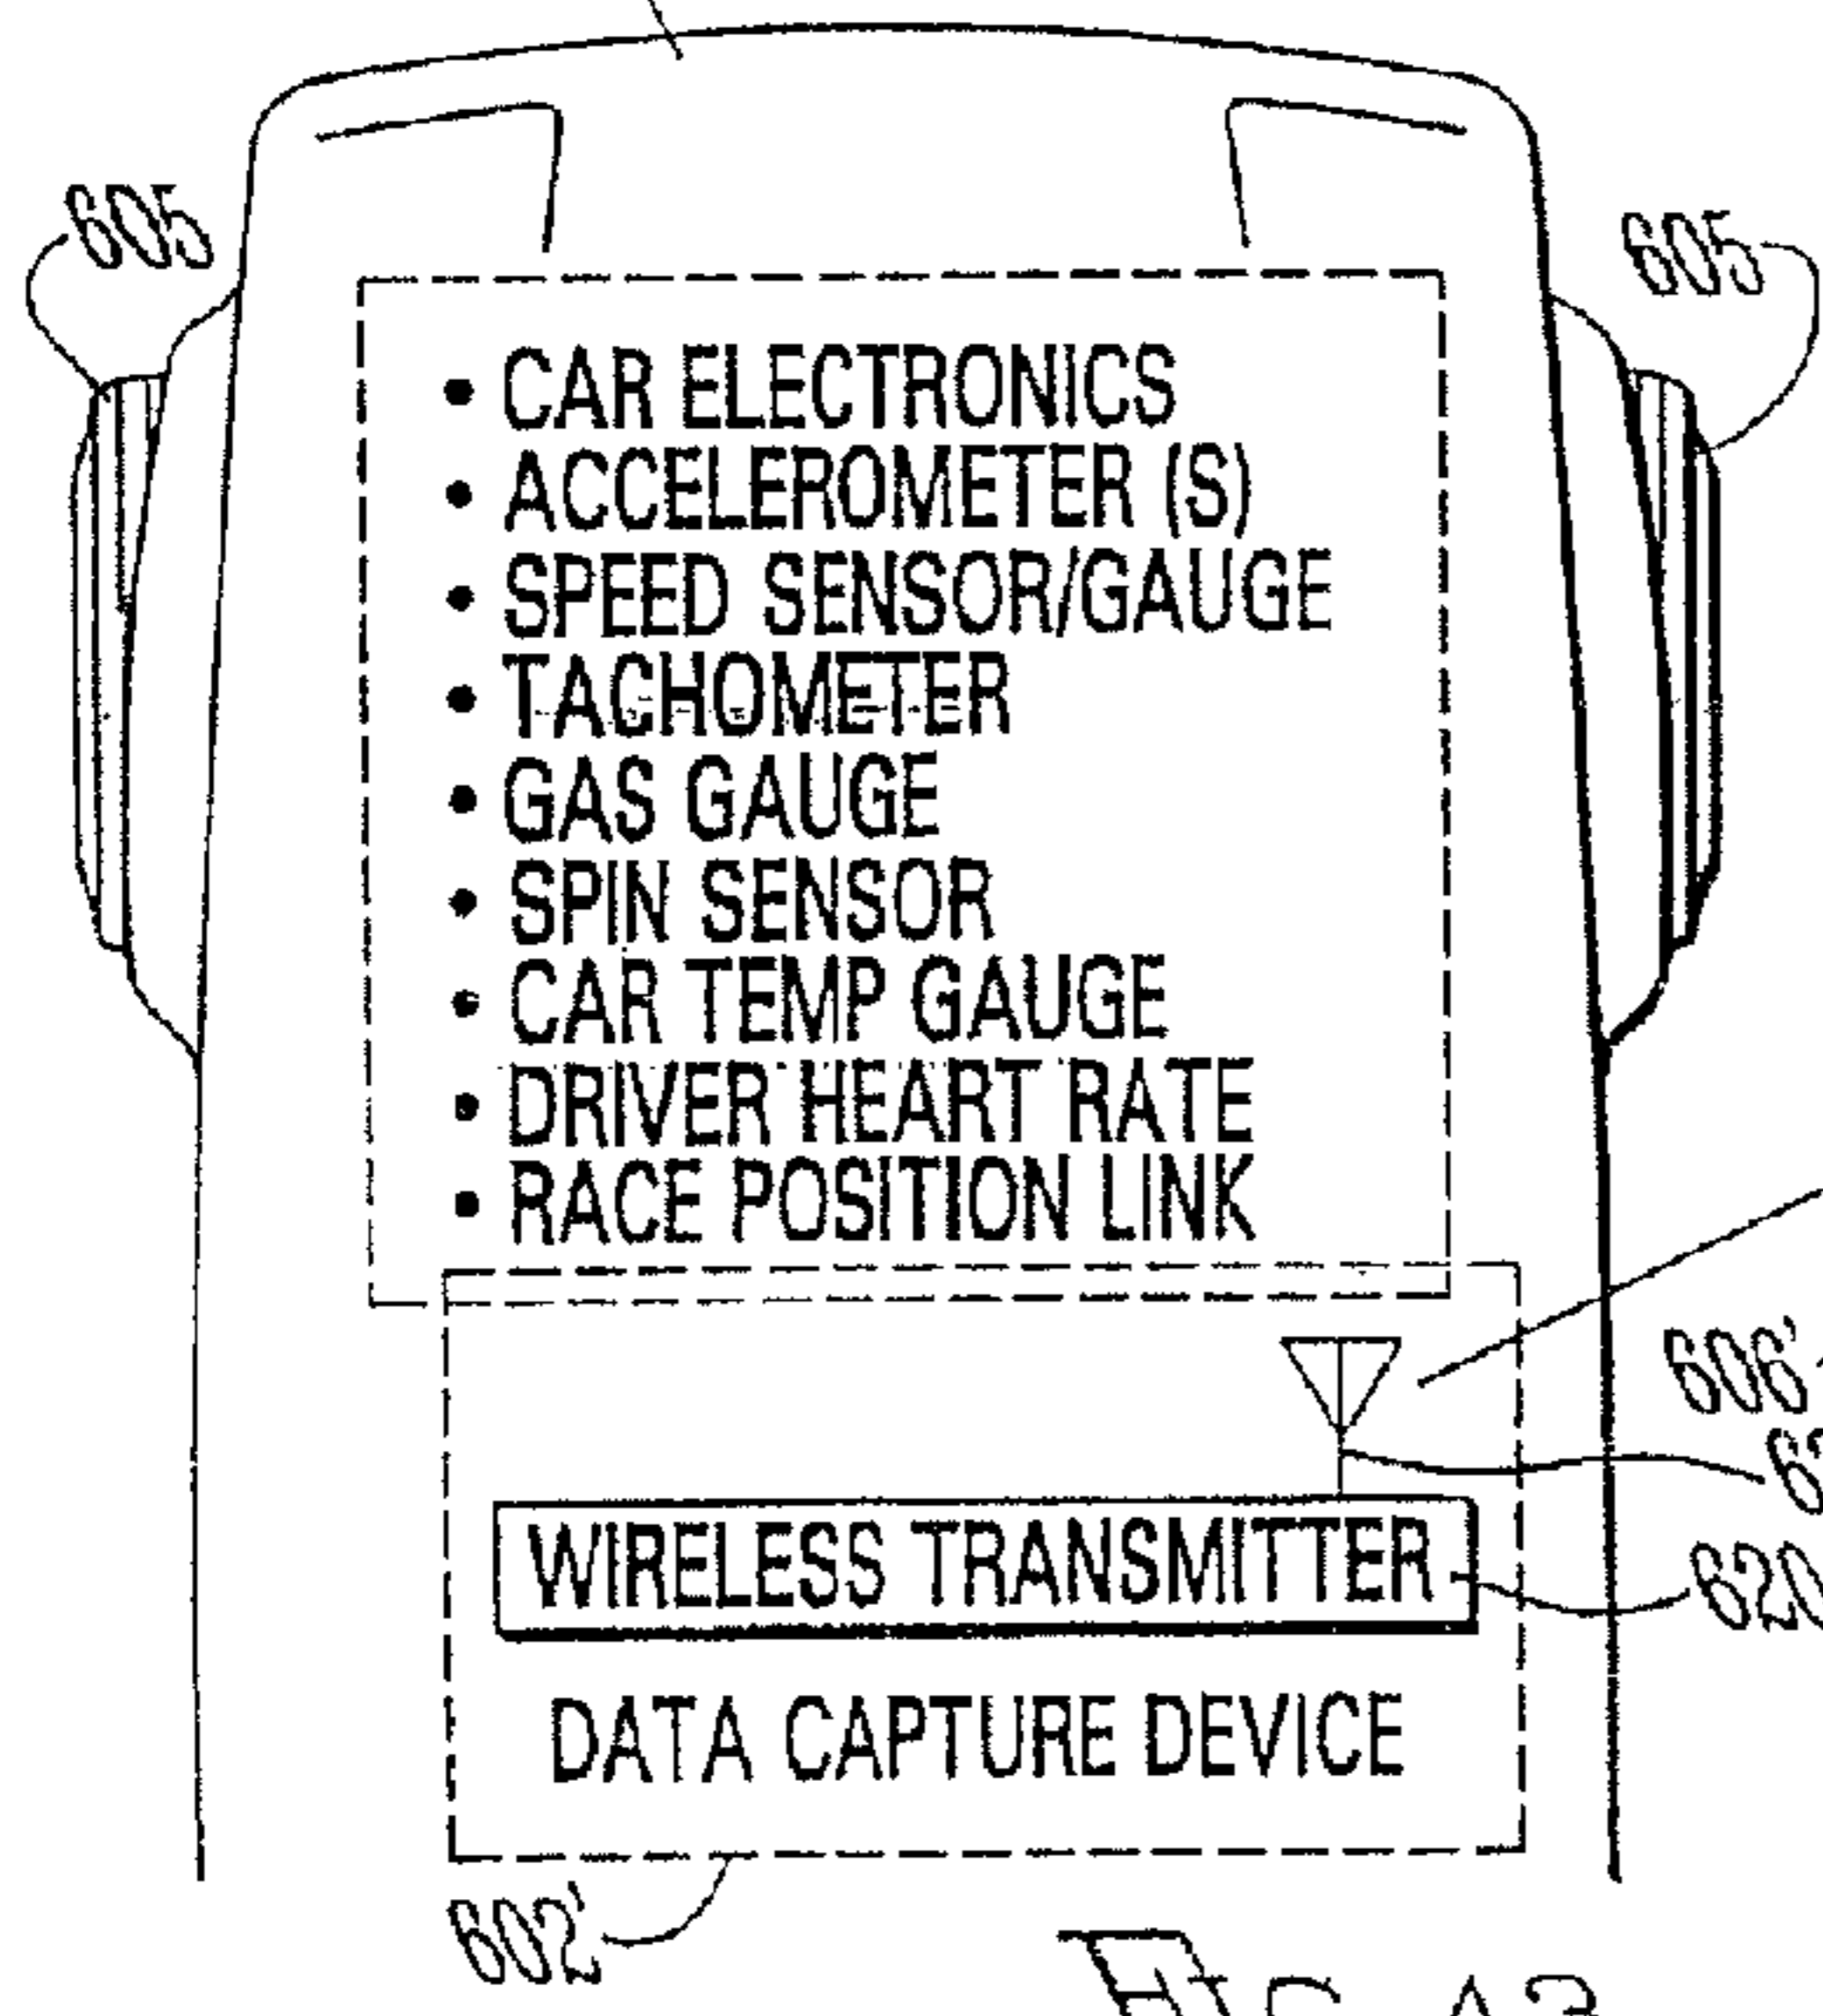 605
605
• CAR ELECTRONICS
• ACCELEROMETER (S)
• SPEED SENSOR/GAUGE
• TACHOMETER
• GAS GAUGE
• SPIN SENSOR
• CAR TEMP GAUGE
• DRIVER HEART RATE
• RACE POSITION LINK
606'
WIRELESS TRANSMITTER
620
DATA CAPTURE DEVICE
602'